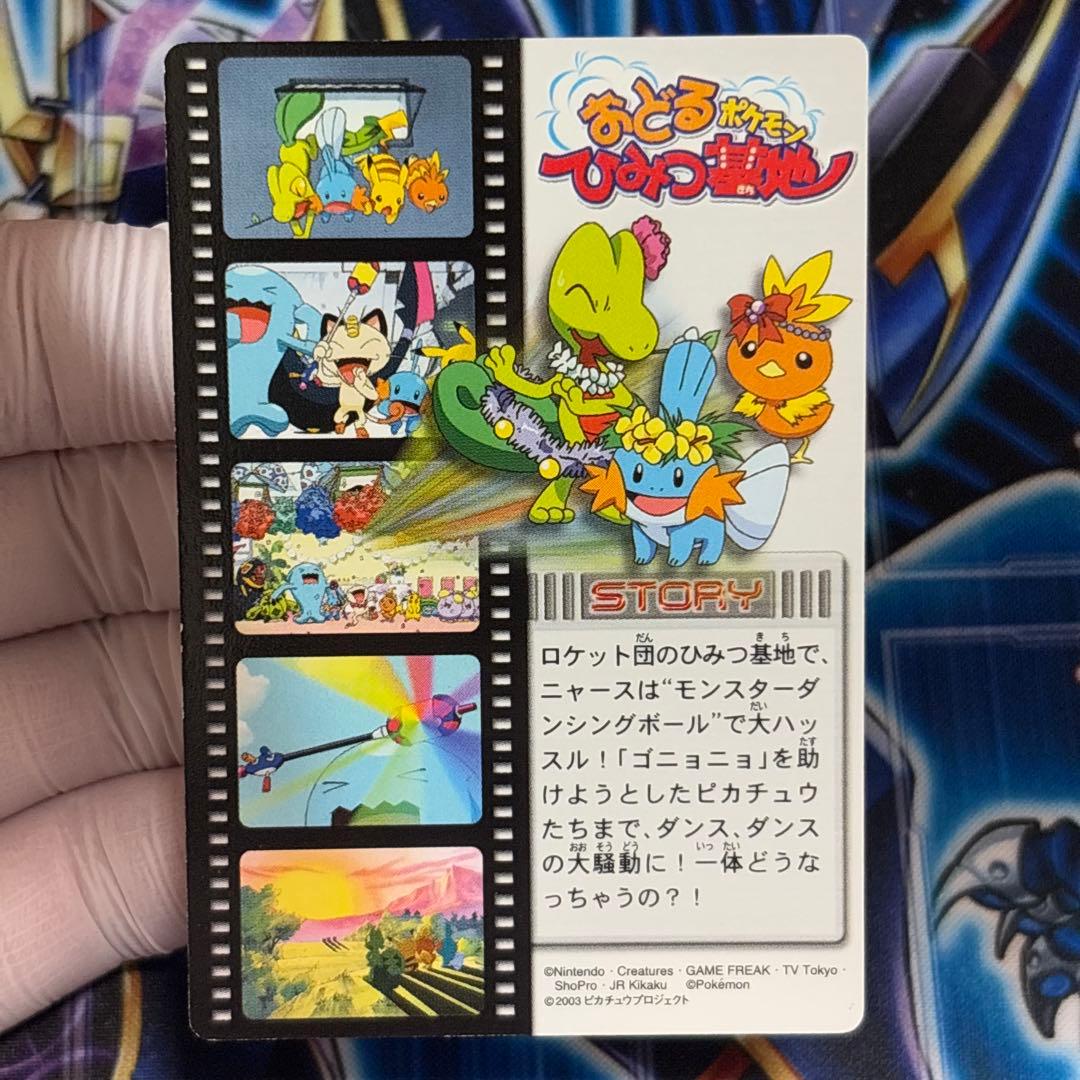 おどるポケモン
ひみつ基地
きち
STORY
ロケット団のひみつ基地で、
ニャースは“モンスターダ
ンシングボール”で大ハッ
スル！「ゴニョニョ」を助
けようとしたピカチュウ
たちまで、ダンス、ダンス
の大騒動に！一体どうな
っちゃうの？！
©Nintendo・Creatures・GAME FREAK・TV Tokyo・
ShoPro・JR Kikaku ©Pokémon
©2003 ピカチュウプロジェクト